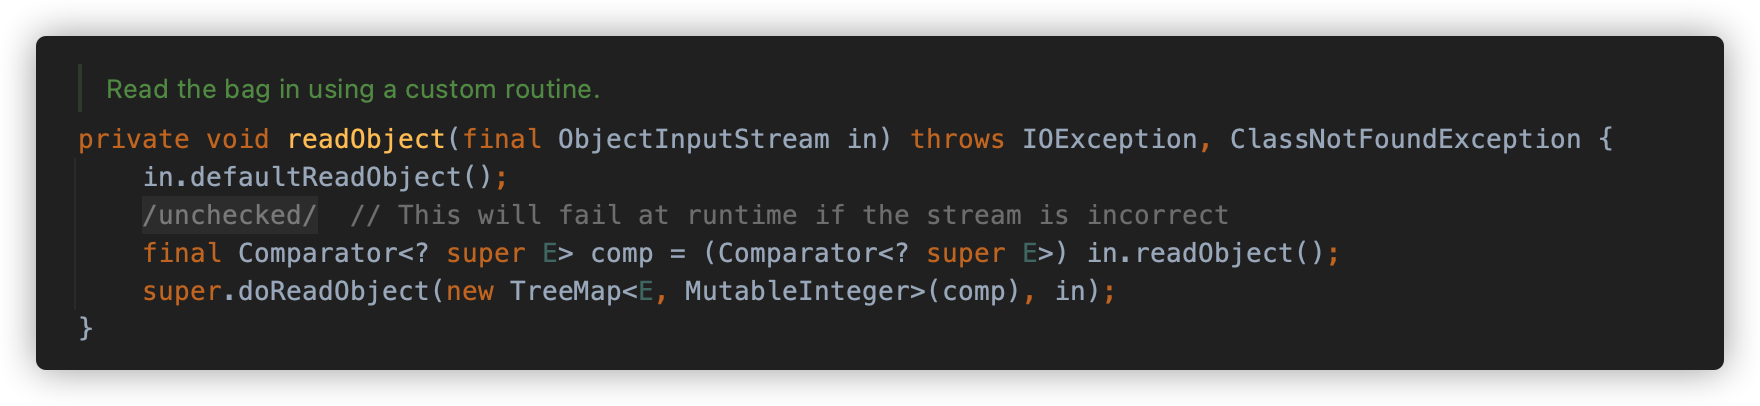 Read the bag in using a custom routine.
private void readObject(final ObjectInputStream in) throws IOException, ClassNotFoundException {
    in.defaultReadObject();
    /unchecked/  // This will fail at runtime if the stream is incorrect
    final Comparator<? super E> comp = (Comparator<? super E>) in.readObject();
    super.doReadObject(new TreeMap<E, MutableInteger>(comp), in);
}